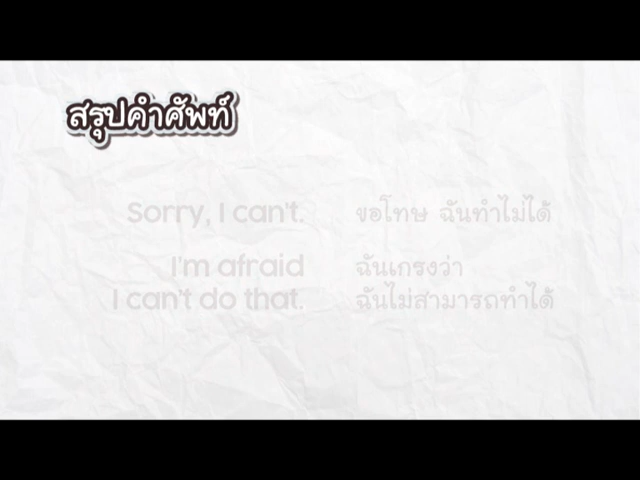 สรุปคำศัพท์
Sorry, I can't. ขอโทษ ฉันทำไม่ได้
I'm afraid ฉันเกรงว่า
I can't do that. ฉันไม่สามารถทำได้